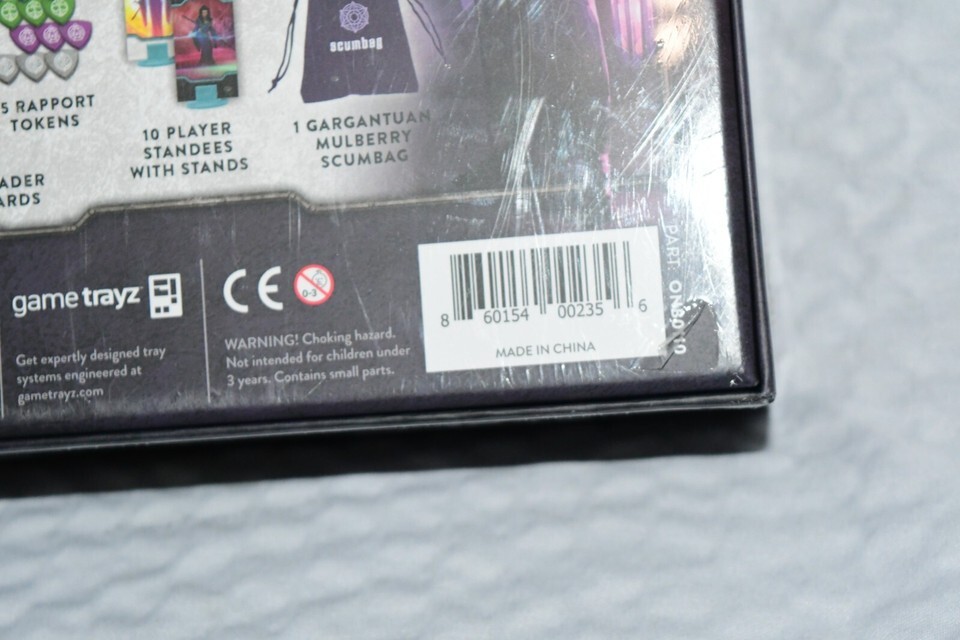 scumbag
5 RAPPORT
TOKENS
10 PLAYER
STANDEES
WITH STANDS
1 GARGANTUAN
MULBERRY
SCUMBAG
ADER
ARDS
gametrayz
Get expertly designed tray
systems engineered at
gametrayz.com
CE
0-3
WARNING! Choking hazard.
Not intended for children under
3 years. Contains small parts.
8 60154 00235 6
MADE IN CHINA
PART: